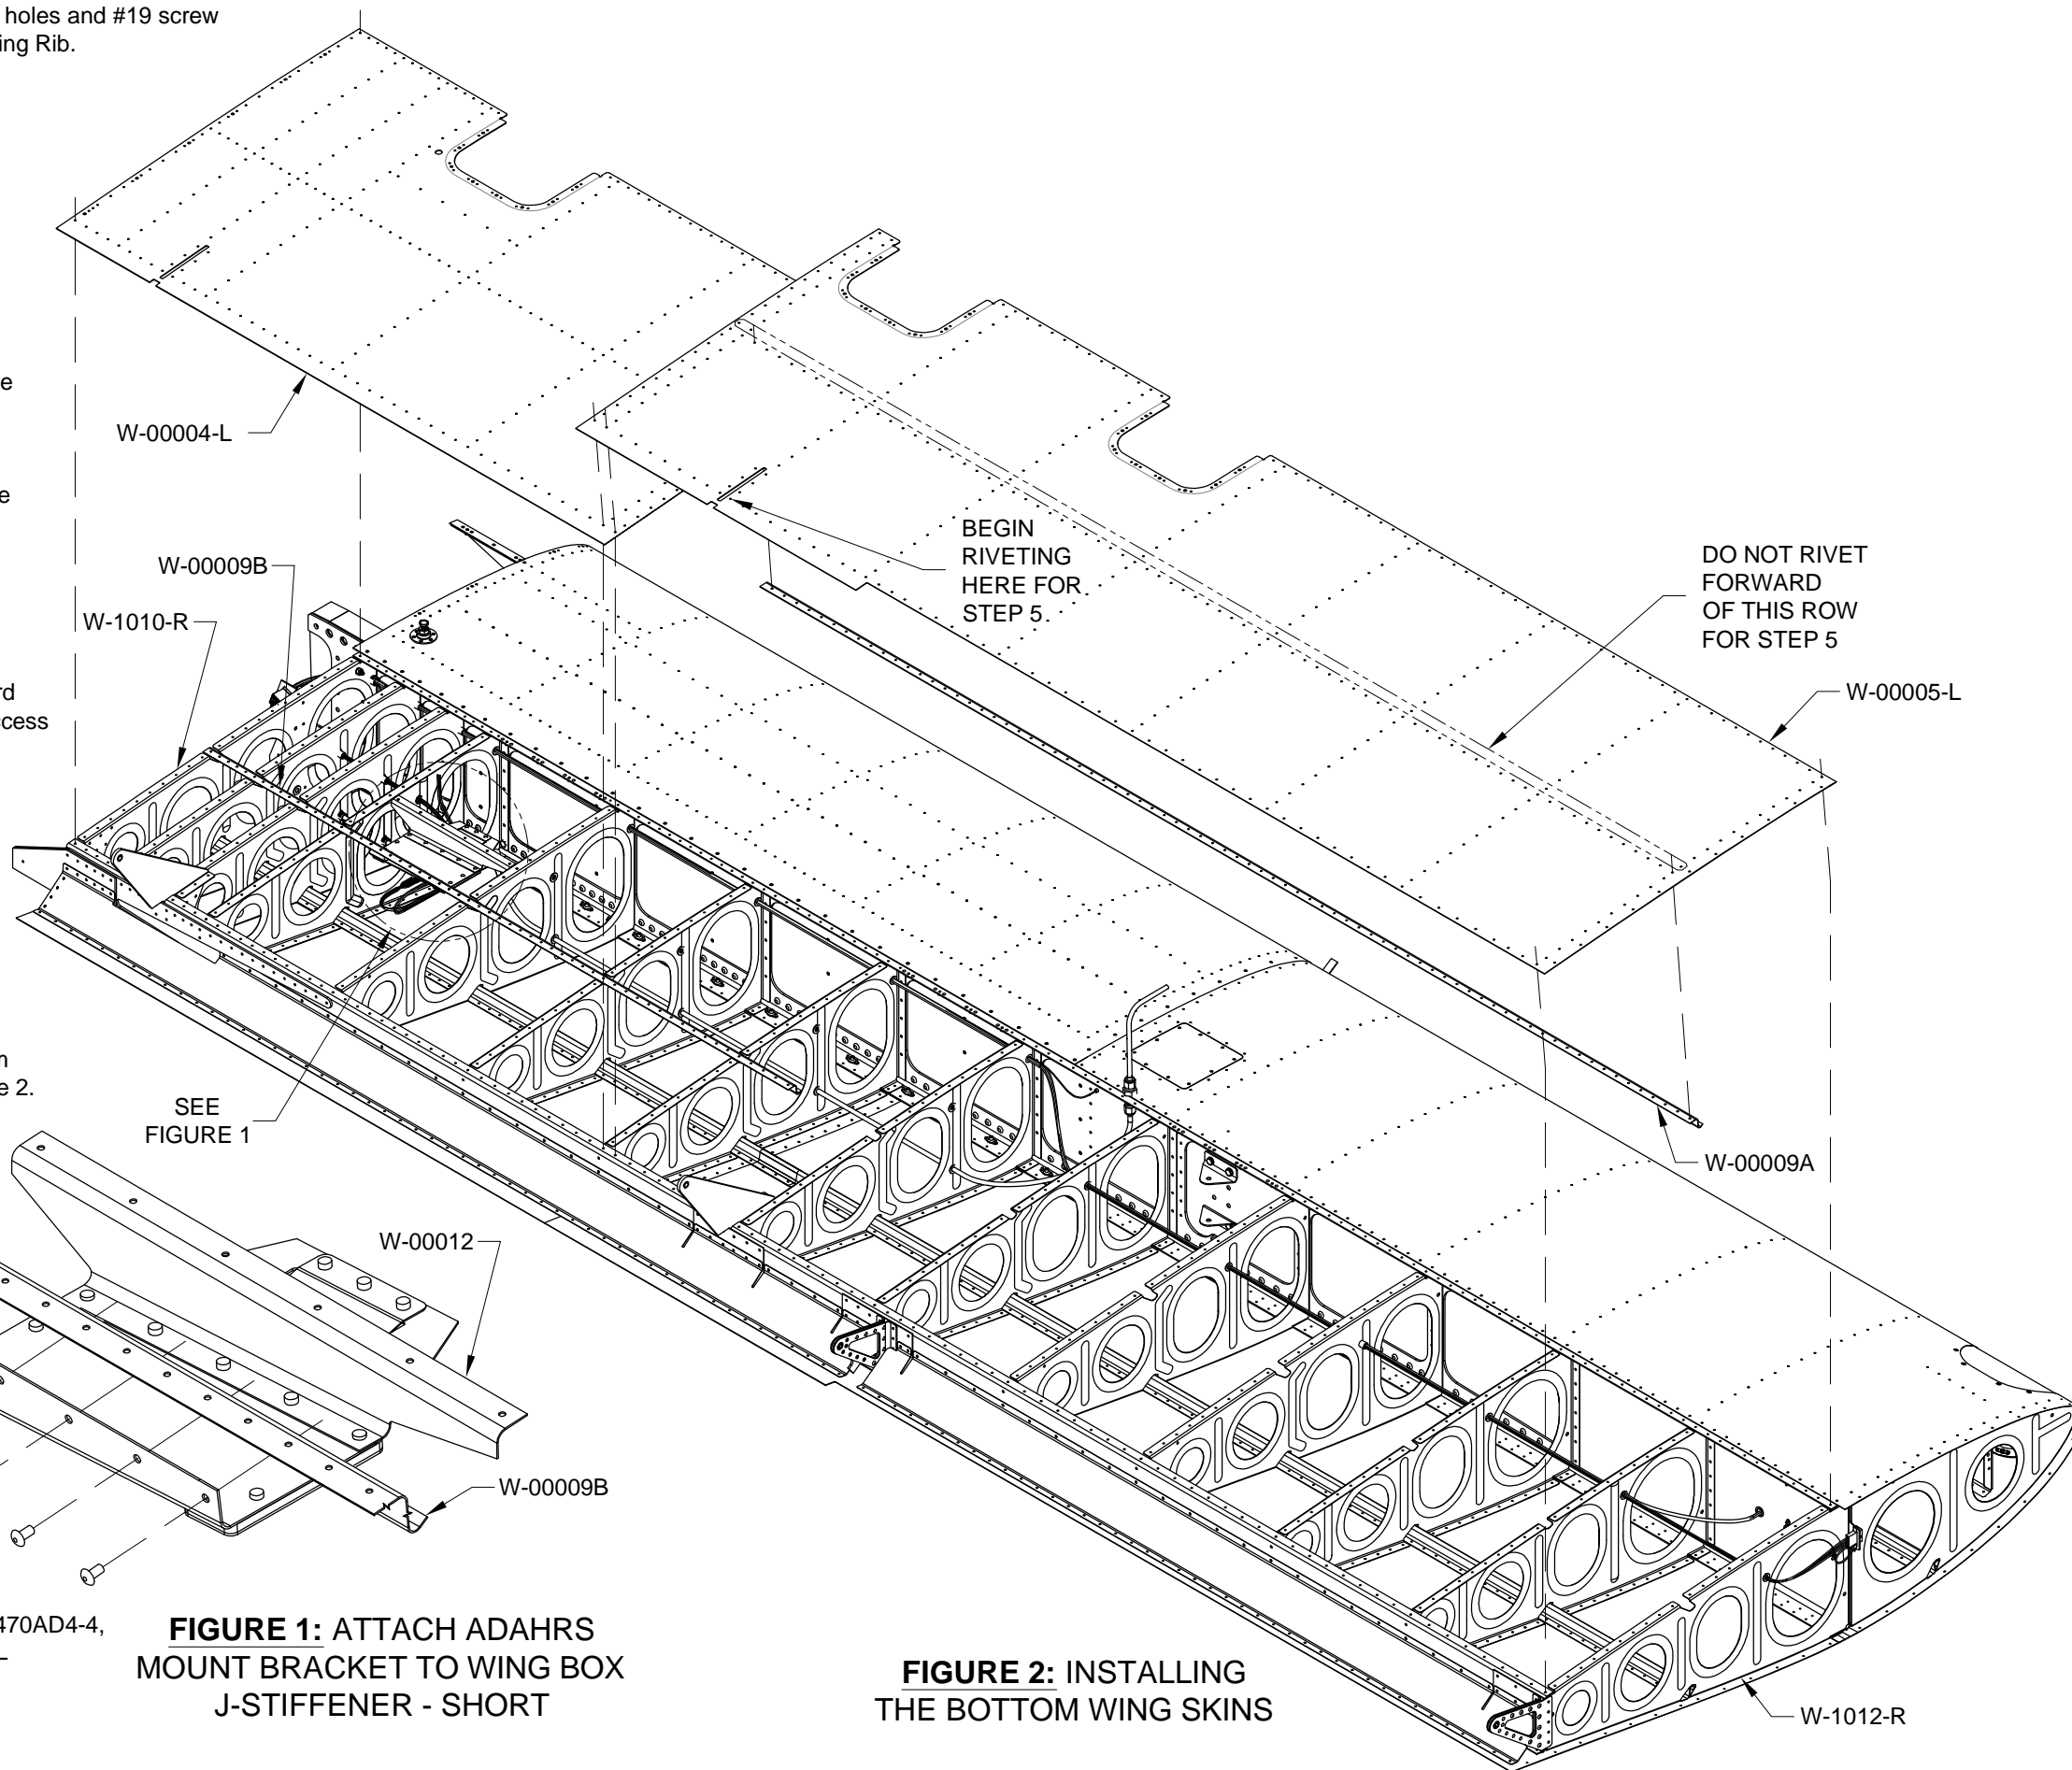 holes and #19 screw
ing Rib.
e
W-00004-L
e
BEGIN
RIVETING
HERE FOR
STEP 5.
DO NOT RIVET
FORWARD
OF THIS ROW
FOR STEP 5
W-00009B
W-1010-R
W-00005-L
rd
ccess
n
e 2.
SEE
FIGURE 1
W-00009A
W-00012
W-00009B
470AD4-4,
FIGURE 1: ATTACH ADAHRS
MOUNT BRACKET TO WING BOX
J-STIFFENER - SHORT
FIGURE 2: INSTALLING
THE BOTTOM WING SKINS
W-1012-R